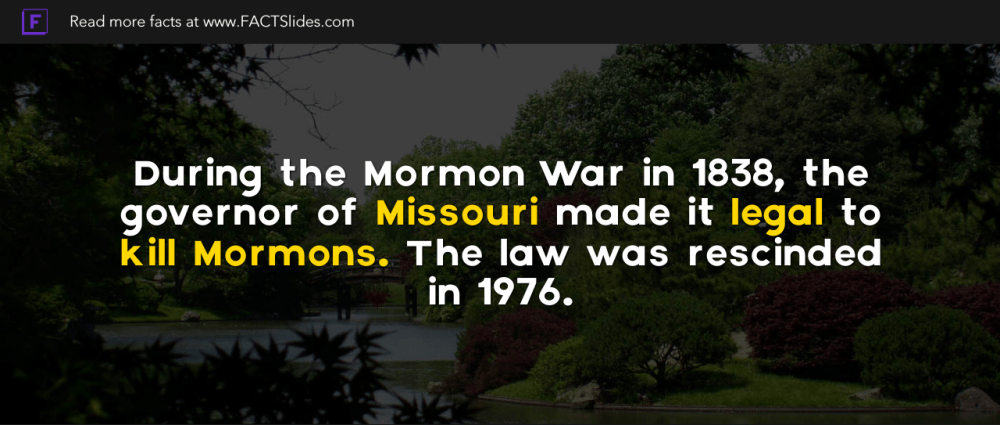 F
Read more facts at www.FACTSlides.com
During the Mormon War in 1838, the
governor of Missouri made it legal to
kill Mormons. The law was rescinded
in 1976.